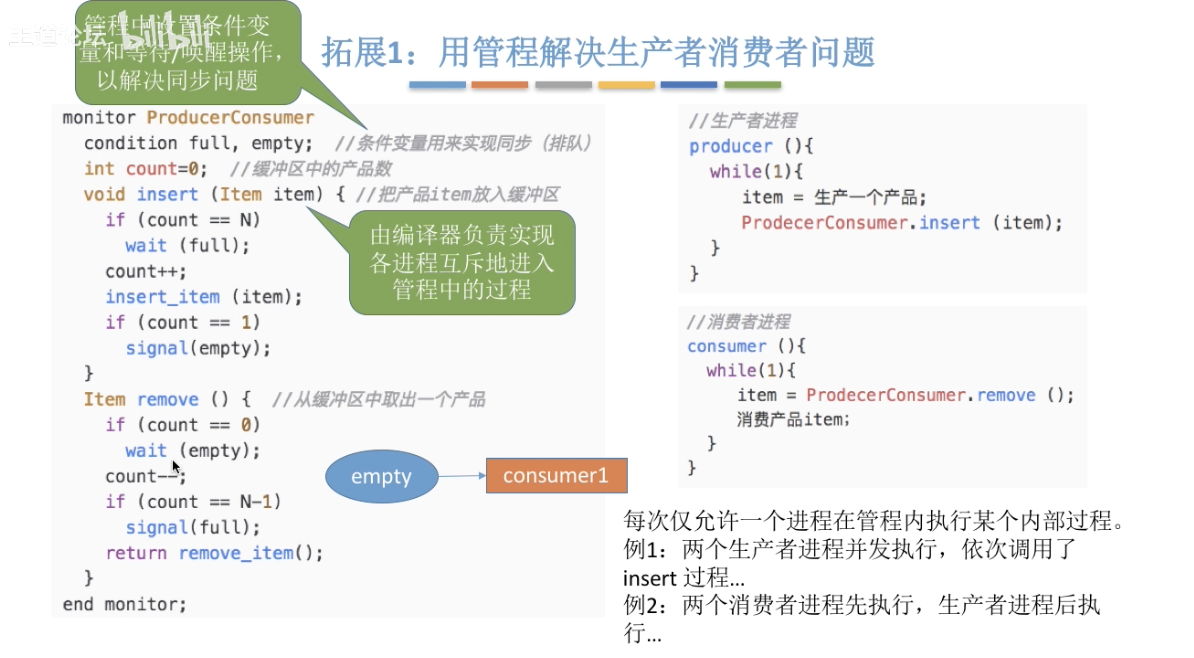 王道论坛 bilibili
管程中设置条件变
量和等待/唤醒操作，
以解决同步问题
拓展1：用管程解决生产者消费者问题
monitor ProducerConsumer
condition full, empty; //条件变量用来实现同步（排队）
int count=0; //缓冲区中的产品数
void insert (Item item) { //把产品item放入缓冲区
if (count == N)
wait (full);
count++;
insert_item (item);
if (count == 1)
signal(empty);
}
Item remove () { //从缓冲区中取出一个产品
if (count == 0)
wait (empty);
count--;
if (count == N-1)
signal(full);
return remove_item();
}
end monitor;
由编译器负责实现
各进程互斥地进入
管程中的过程
empty
consumer1
//生产者进程
producer (){
while(1){
item = 生产一个产品;
ProdecerConsumer.insert (item);
}
}
//消费者进程
consumer (){
while(1){
item = ProdecerConsumer.remove ();
消费产品item;
}
}
每次仅允许一个进程在管程内执行某个内部过程。
例1：两个生产者进程并发执行，依次调用了
insert 过程...
例2：两个消费者进程先执行，生产者进程后执
行...